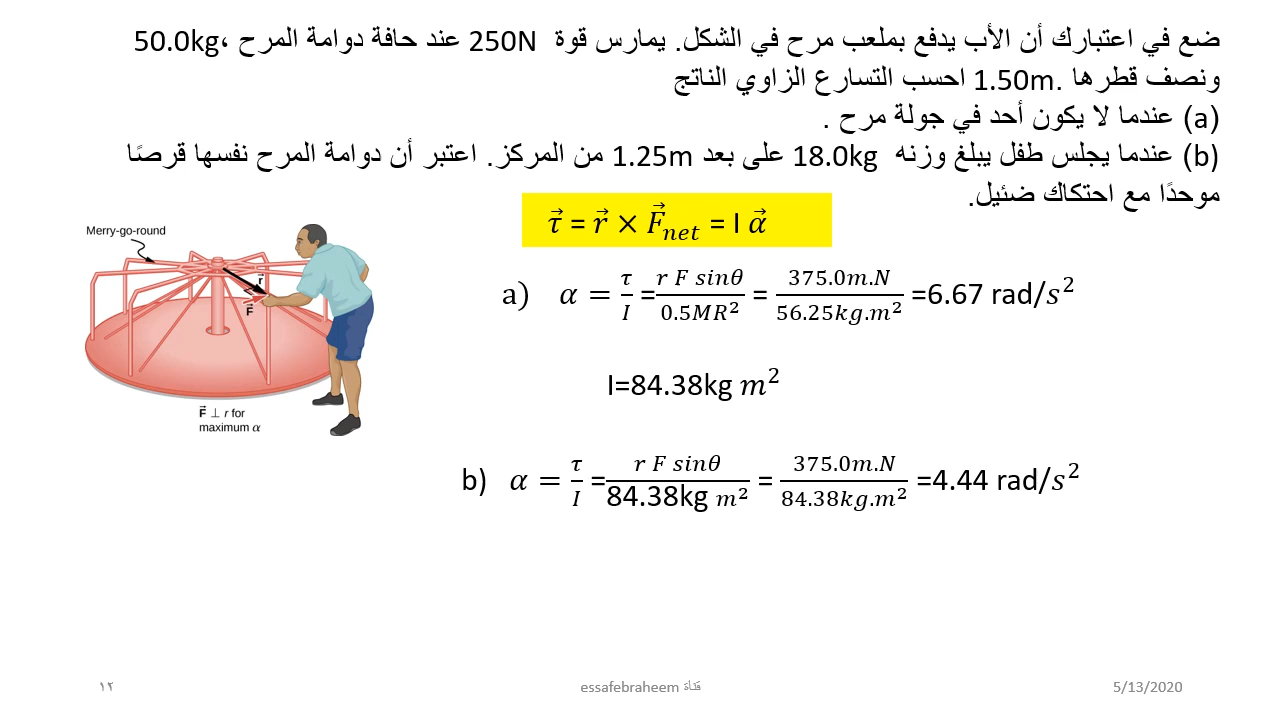 ضع في اعتبارك أن الأب يدفع بملعب مرح في الشكل. يمارس قوة 250N عند حافة دوامة المرح 50.0kg،
ونصف قطرها .1.50m احسب التسارع الزاوي الناتج
(a) عندما لا يكون أحد في جولة مرح .
(b) عندما يجلس طفل يبلغ وزنه 18.0kg على بعد 1.25m من المركز. اعتبر أن دوامة المرح نفسها قرصًا
موحدًا مع احتكاك ضئيل.
τ⃗ = r⃗ × F⃗_net = I α⃗
Merry-go-round
r
F⃗
F⃗ ⊥ r for
maximum α
a) α = τ/I = (r F sinθ)/(0.5MR²) = (375.0m.N)/(56.25kg.m²) =6.67 rad/s²
I=84.38kg m²
b) α = τ/I = (r F sinθ)/(84.38kg m²) = (375.0m.N)/(84.38kg.m²) =4.44 rad/s²
١٢
essafebraheem قناة
5/13/2020